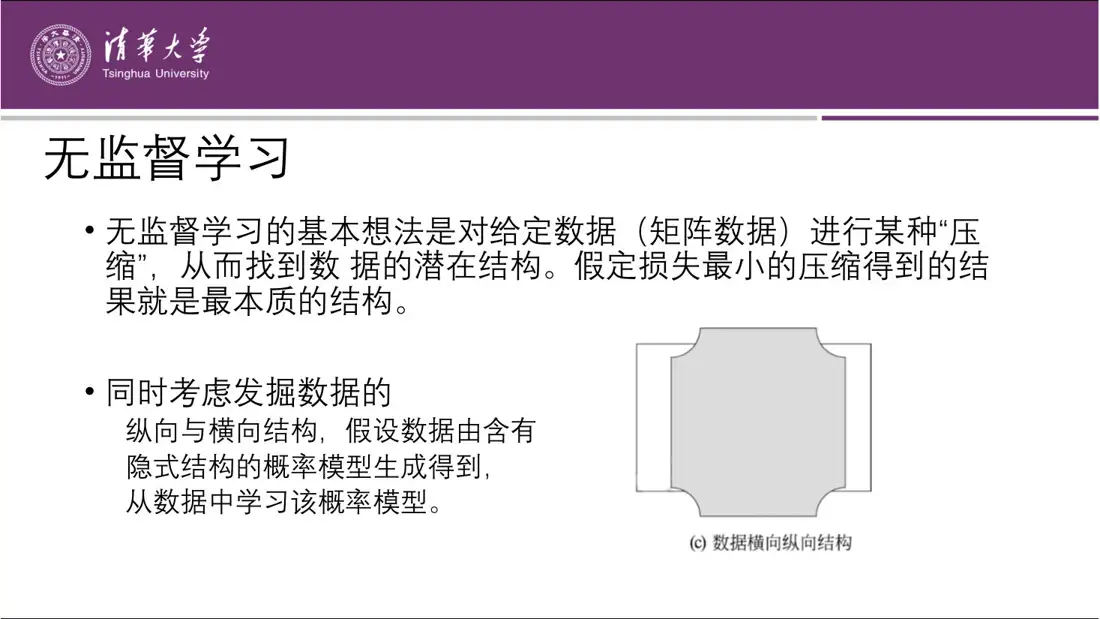 清华大学
Tsinghua University
无监督学习
• 无监督学习的基本想法是对给定数据（矩阵数据）进行某种“压
缩”，从而找到数 据的潜在结构。假定损失最小的压缩得到的结
果就是最本质的结构。
• 同时考虑发掘数据的
纵向与横向结构，假设数据由含有
隐式结构的概率模型生成得到，
从数据中学习该概率模型。
(c) 数据横向纵向结构